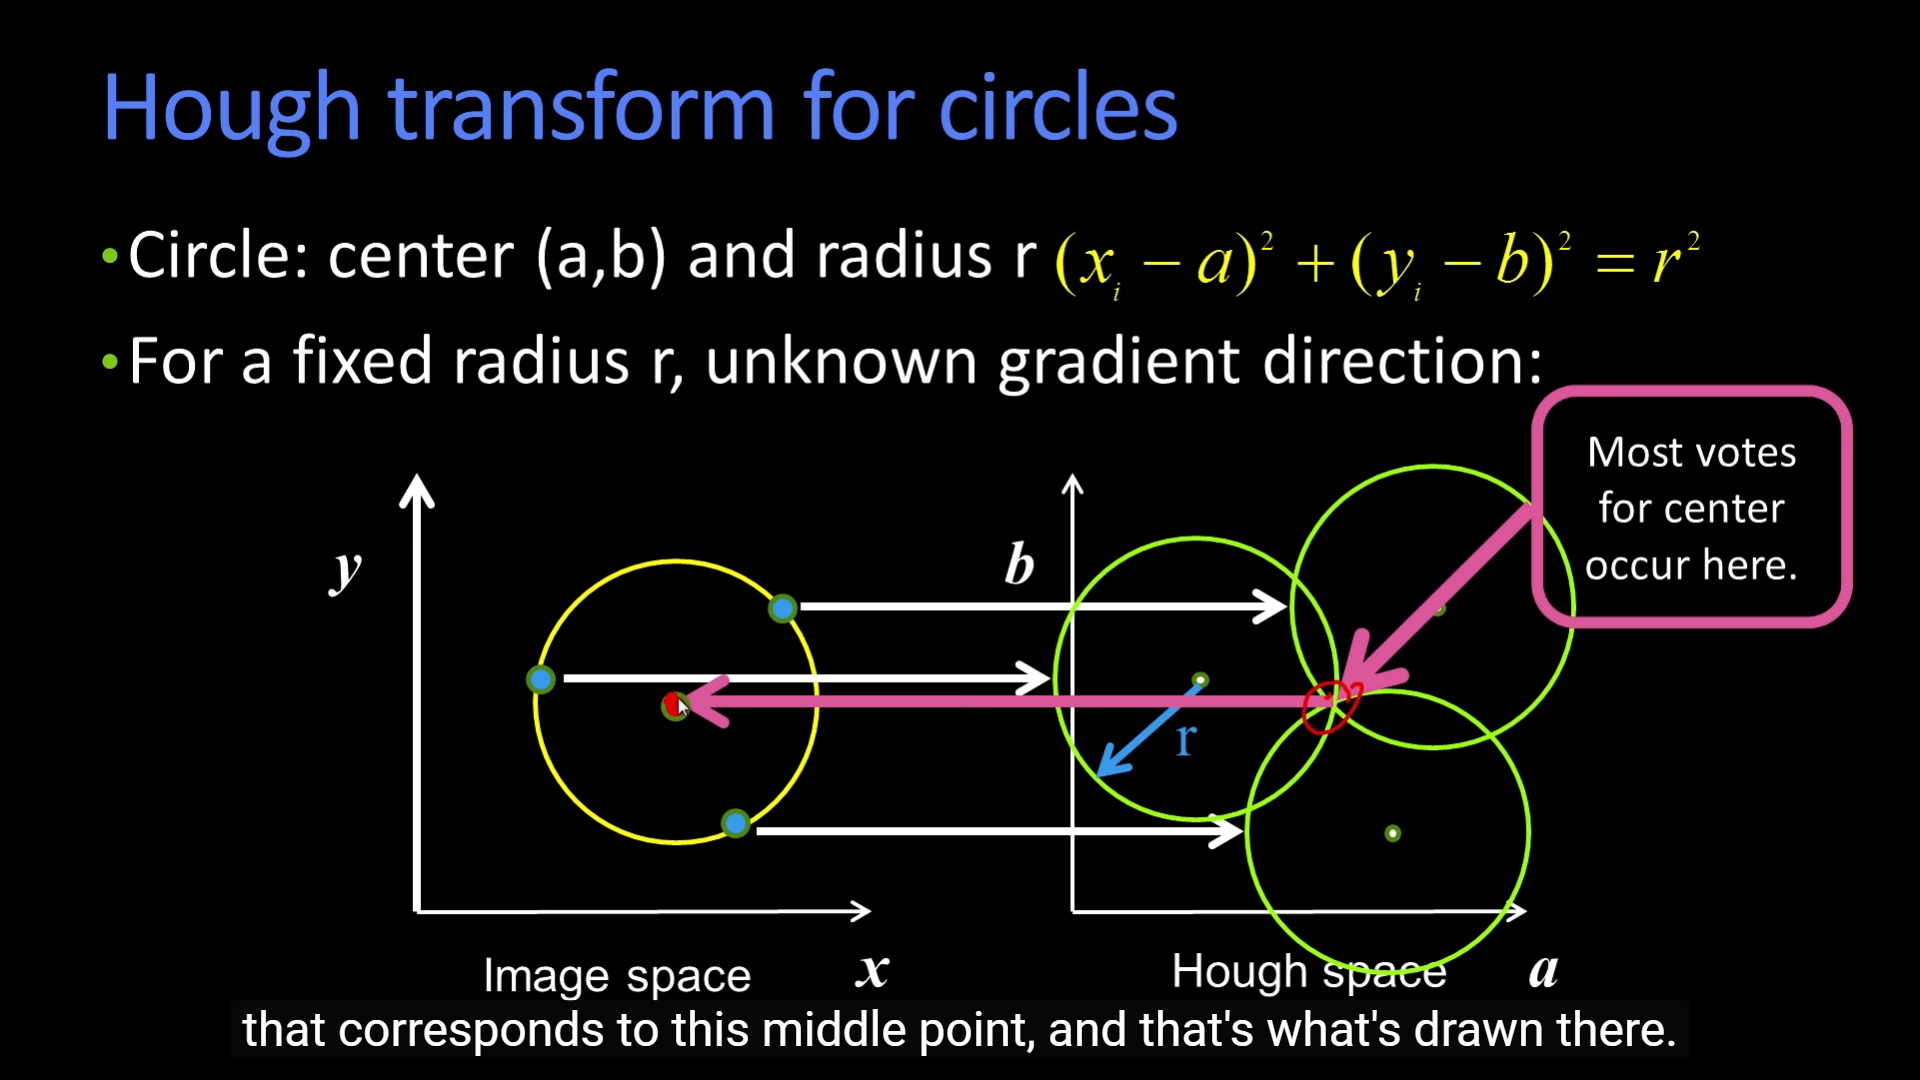 Hough transform for circles
•Circle: center (a,b) and radius r (xᵢ − a)² + (yᵢ − b)² = r²
•For a fixed radius r, unknown gradient direction:
Most votes
for center
occur here.
y
b
r
Image space
x
Hough space
a
that corresponds to this middle point, and that's what's drawn there.